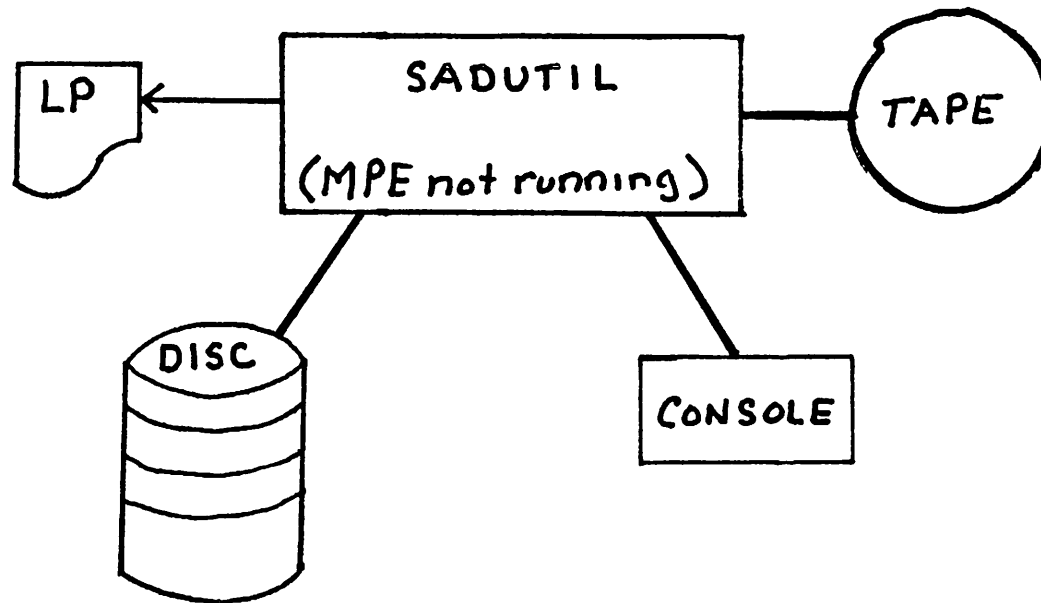 LP
SADUTIL
(MPE not running)
TAPE
DISC
CONSOLE